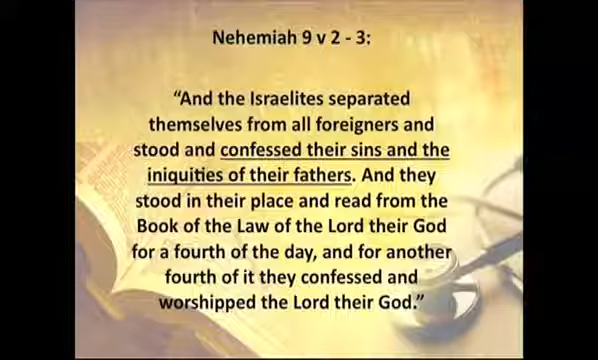 Nehemiah 9 v 2 - 3:
“And the Israelites separated
themselves from all foreigners and
stood and confessed their sins and the
iniquities of their fathers. And they
stood in their place and read from the
Book of the Law of the Lord their God
for a fourth of the day, and for another
fourth of it they confessed and
worshipped the Lord their God.”